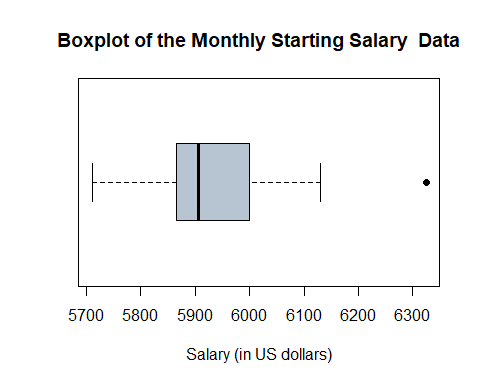 Boxplot of the Monthly Starting Salary  Data
5700 5800 5900 6000 6100 6200 6300
Salary (in US dollars)